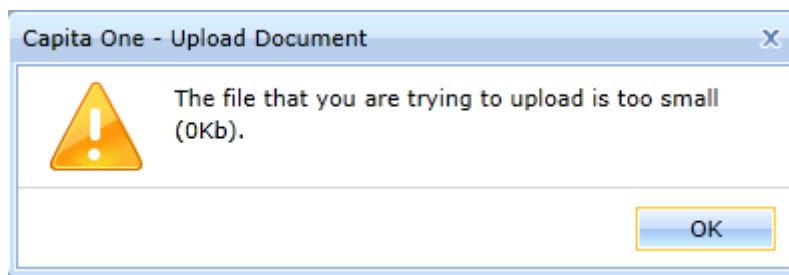 Capita One - Upload Document
The file that you are trying to upload is too small
(0Kb).
OK